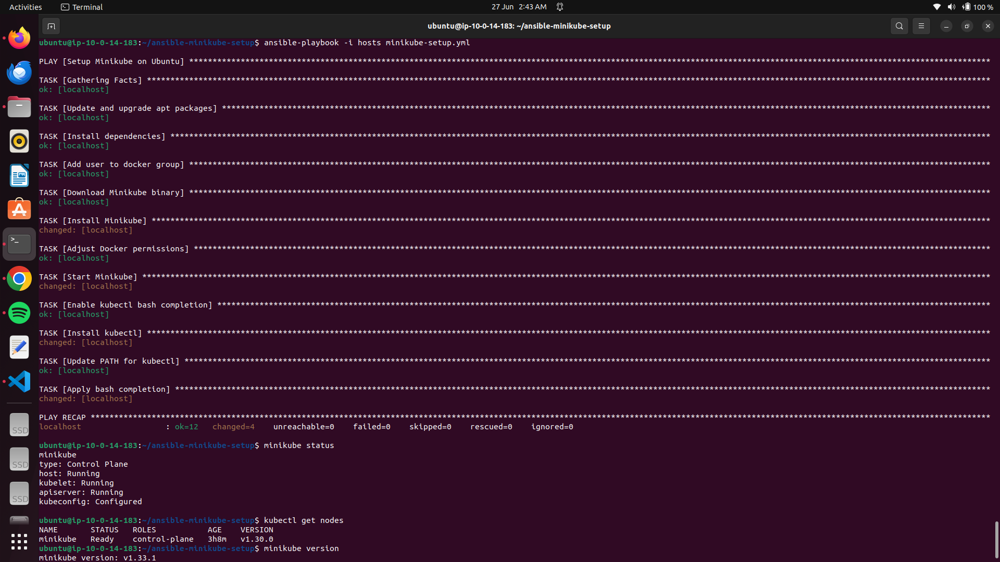 Activities Terminal 27 Jun 2:43 AM 100 %
ubuntu@ip-10-0-14-183: ~/ansible-minikube-setup
ubuntu@ip-10-0-14-183:~/ansible-minikube-setup$ ansible-playbook -i hosts minikube-setup.yml
PLAY [Setup Minikube on Ubuntu] ***
TASK [Gathering Facts] ***
ok: [localhost]
TASK [Update and upgrade apt packages] ***
ok: [localhost]
TASK [Install dependencies] ***
ok: [localhost]
TASK [Add user to docker group] ***
ok: [localhost]
TASK [Download Minikube binary] ***
ok: [localhost]
TASK [Install Minikube] ***
changed: [localhost]
TASK [Adjust Docker permissions] ***
ok: [localhost]
TASK [Start Minikube] ***
changed: [localhost]
TASK [Enable kubectl bash completion] ***
ok: [localhost]
TASK [Install kubectl] ***
changed: [localhost]
TASK [Update PATH for kubectl] ***
ok: [localhost]
TASK [Apply bash completion] ***
changed: [localhost]
PLAY RECAP ***
localhost : ok=12 changed=4 unreachable=0 failed=0 skipped=0 rescued=0 ignored=0
ubuntu@ip-10-0-14-183:~/ansible-minikube-setup$ minikube status
minikube
type: Control Plane
host: Running
kubelet: Running
apiserver: Running
kubeconfig: Configured
ubuntu@ip-10-0-14-183:~/ansible-minikube-setup$ kubectl get nodes
NAME STATUS ROLES AGE VERSION
minikube Ready control-plane 3h8m v1.30.0
ubuntu@ip-10-0-14-183:~/ansible-minikube-setup$ minikube version
minikube version: v1.33.1
SSD
SSD
SSD